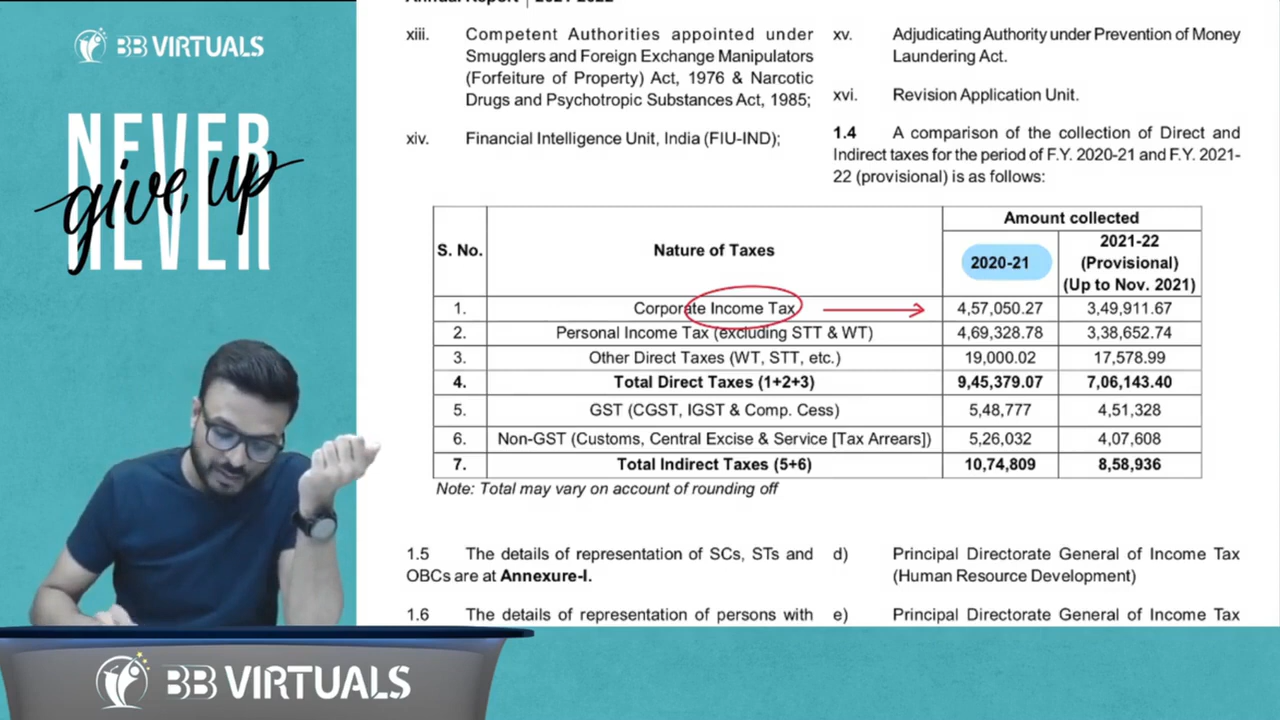 BB VIRTUALS
NEVER
give up
NEVER
Annual Report | 2021-2022
xiii. Competent Authorities appointed under
Smugglers and Foreign Exchange Manipulators
(Forfeiture of Property) Act, 1976 & Narcotic
Drugs and Psychotropic Substances Act, 1985;
xiv. Financial Intelligence Unit, India (FIU-IND);
xv. Adjudicating Authority under Prevention of Money
Laundering Act.
xvi. Revision Application Unit.
1.4 A comparison of the collection of Direct and
Indirect taxes for the period of F.Y. 2020-21 and F.Y. 2021-
22 (provisional) is as follows:
S. No. Nature of Taxes Amount collected
2020-21 2021-22
(Provisional)
(Up to Nov. 2021)
1. Corporate Income Tax 4,57,050.27 3,49,911.67
2. Personal Income Tax (excluding STT & WT) 4,69,328.78 3,38,652.74
3. Other Direct Taxes (WT, STT, etc.) 19,000.02 17,578.99
4. Total Direct Taxes (1+2+3) 9,45,379.07 7,06,143.40
5. GST (CGST, IGST & Comp. Cess) 5,48,777 4,51,328
6. Non-GST (Customs, Central Excise & Service [Tax Arrears]) 5,26,032 4,07,608
7. Total Indirect Taxes (5+6) 10,74,809 8,58,936
Note: Total may vary on account of rounding off
1.5 The details of representation of SCs, STs and
OBCs are at Annexure-I.
1.6 The details of representation of persons with
d) Principal Directorate General of Income Tax
(Human Resource Development)
e) Principal Directorate General of Income Tax
BB VIRTUALS